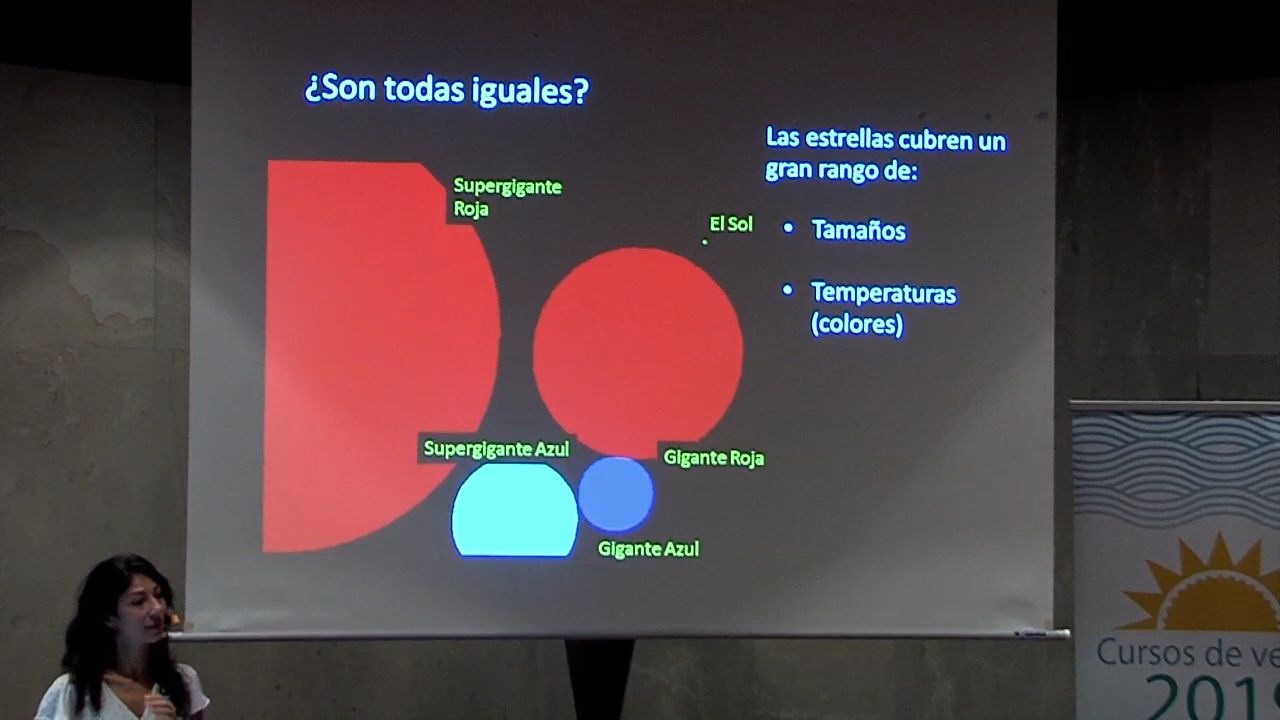 ¿Son todas iguales?
Las estrellas cubren un
gran rango de:
• Tamaños
• Temperaturas
(colores)
Supergigante
Roja
El Sol
Supergigante Azul
Gigante Roja
Gigante Azul
Cursos de ve
2019